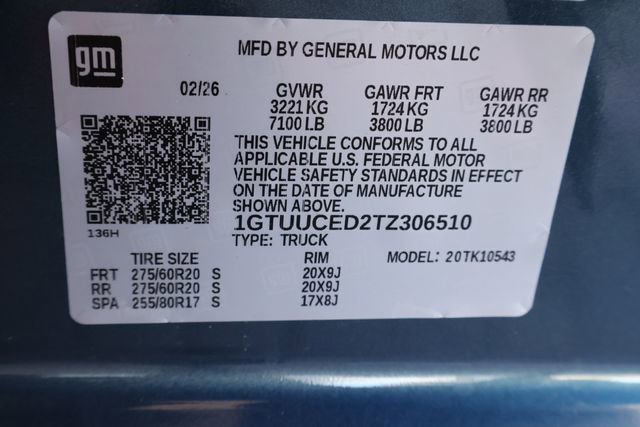 gm
MFD BY GENERAL MOTORS LLC
02/26 GVWR GAWR FRT GAWR RR
3221 KG 1724 KG 1724 KG
7100 LB 3800 LB 3800 LB
THIS VEHICLE CONFORMS TO ALL
APPLICABLE U.S. FEDERAL MOTOR
VEHICLE SAFETY STANDARDS IN EFFECT
ON THE DATE OF MANUFACTURE
SHOWN ABOVE.
1GTUUCED2TZ306510
136H TYPE: TRUCK
TIRE SIZE RIM MODEL: 20TK10543
FRT 275/60R20 S 20X9J
RR 275/60R20 S 20X9J
SPA 255/80R17 S 17X8J